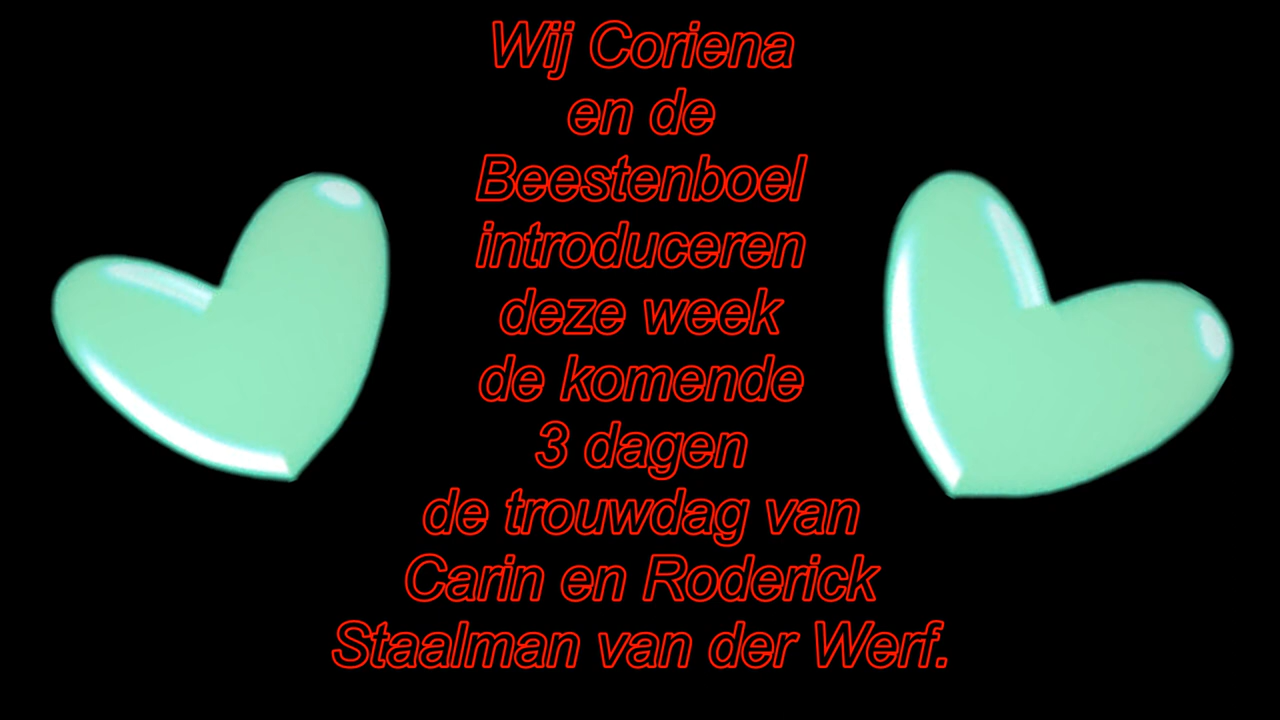 Wij Coriena
en de
Beestenboel
introduceren
deze week
de komende
3 dagen
de trouwdag van
Carin en Roderick
Staalman van der Werf.